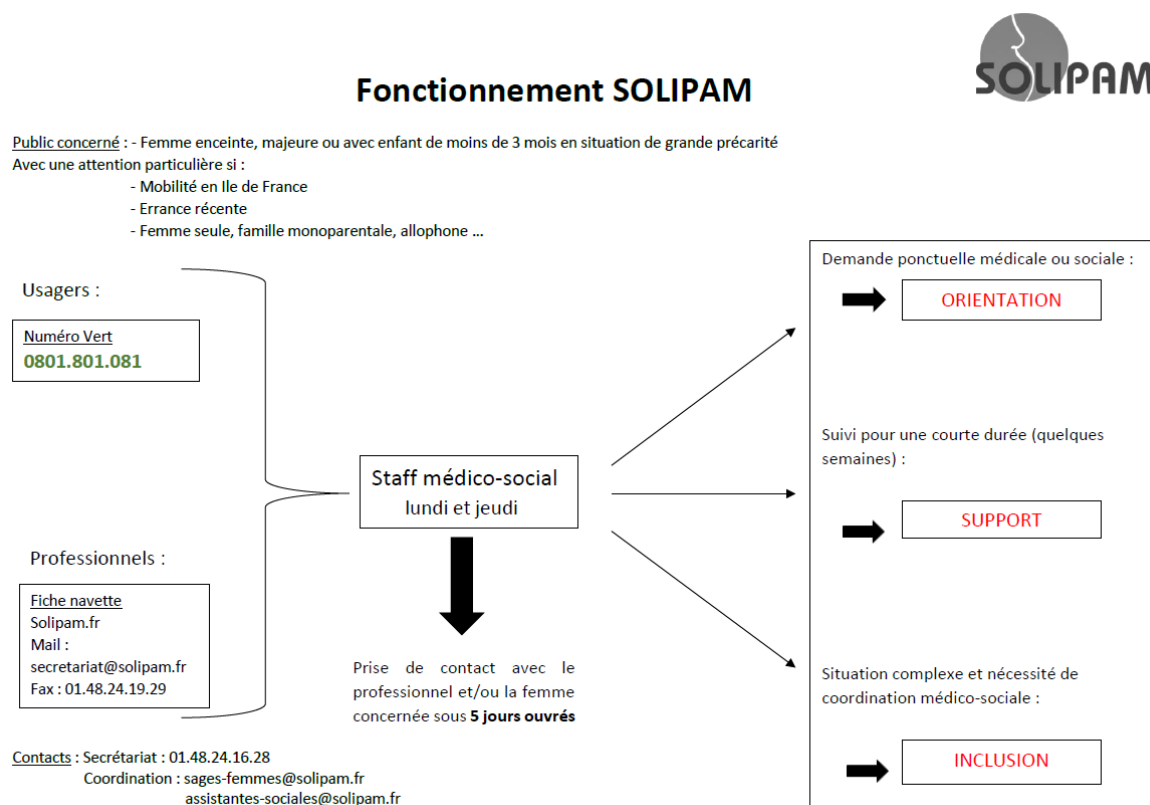 SOLIPAM
Fonctionnement SOLIPAM
Public concerné : - Femme enceinte, majeure ou avec enfant de moins de 3 mois en situation de grande précarité
Avec une attention particulière si :
- Mobilité en Ile de France
- Errance récente
- Femme seule, famille monoparentale, allophone ...
Usagers :
Numéro Vert
0801.801.081
Professionnels :
Fiche navette
Solipam.fr
Mail :
secretariat@solipam.fr
Fax : 01.48.24.19.29
Contacts : Secrétariat : 01.48.24.16.28
Coordination : sages-femmes@solipam.fr
assistantes-sociales@solipam.fr
Staff médico-social
lundi et jeudi
Prise de contact avec le
professionnel et/ou la femme
concernée sous 5 jours ouvrés
Demande ponctuelle médicale ou sociale :
ORIENTATION
Suivi pour une courte durée (quelques
semaines) :
SUPPORT
Situation complexe et nécessité de
coordination médico-sociale :
INCLUSION